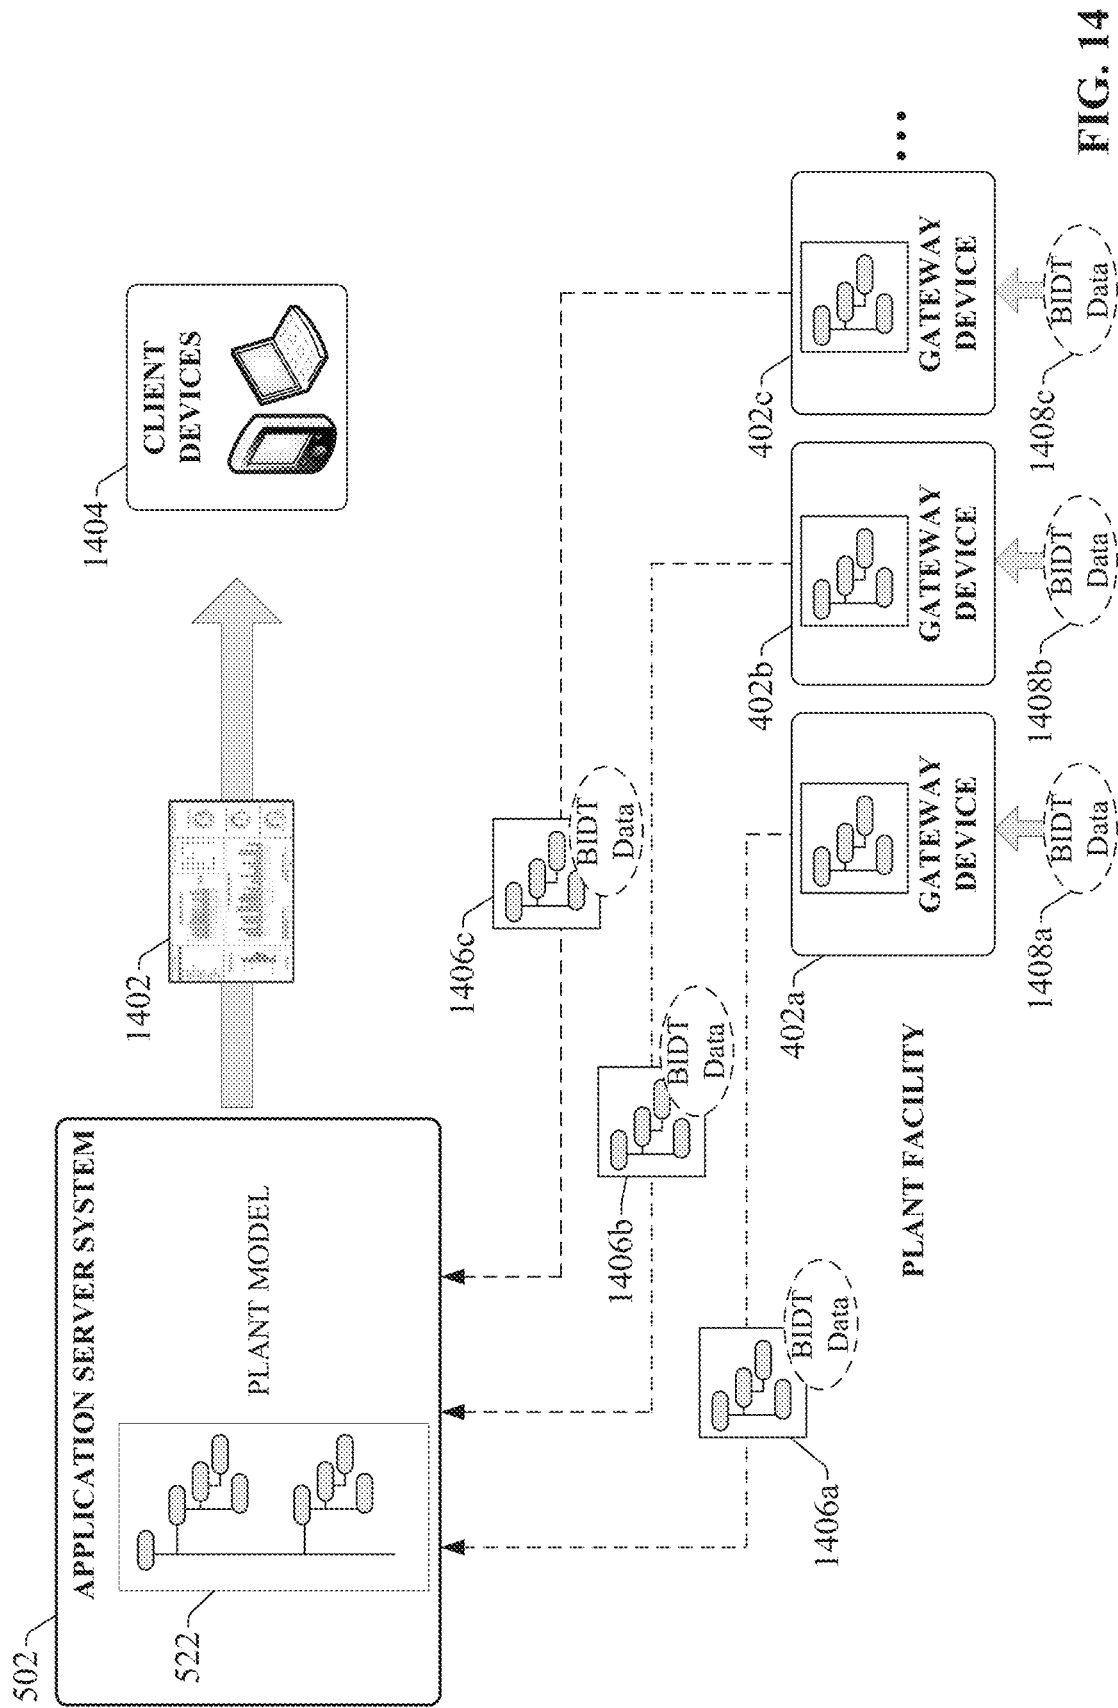 502
APPLICATION SERVER SYSTEM
522
PLANT MODEL
1402
1404
CLIENT
DEVICES
1406a
BIDT
Data
1406b
BIDT
Data
1406c
BIDT
Data
PLANT FACILITY
402a
GATEWAY
DEVICE
402b
GATEWAY
DEVICE
402c
GATEWAY
DEVICE
1408a
BIDT
Data
1408b
BIDT
Data
1408c
BIDT
Data
FIG. 14